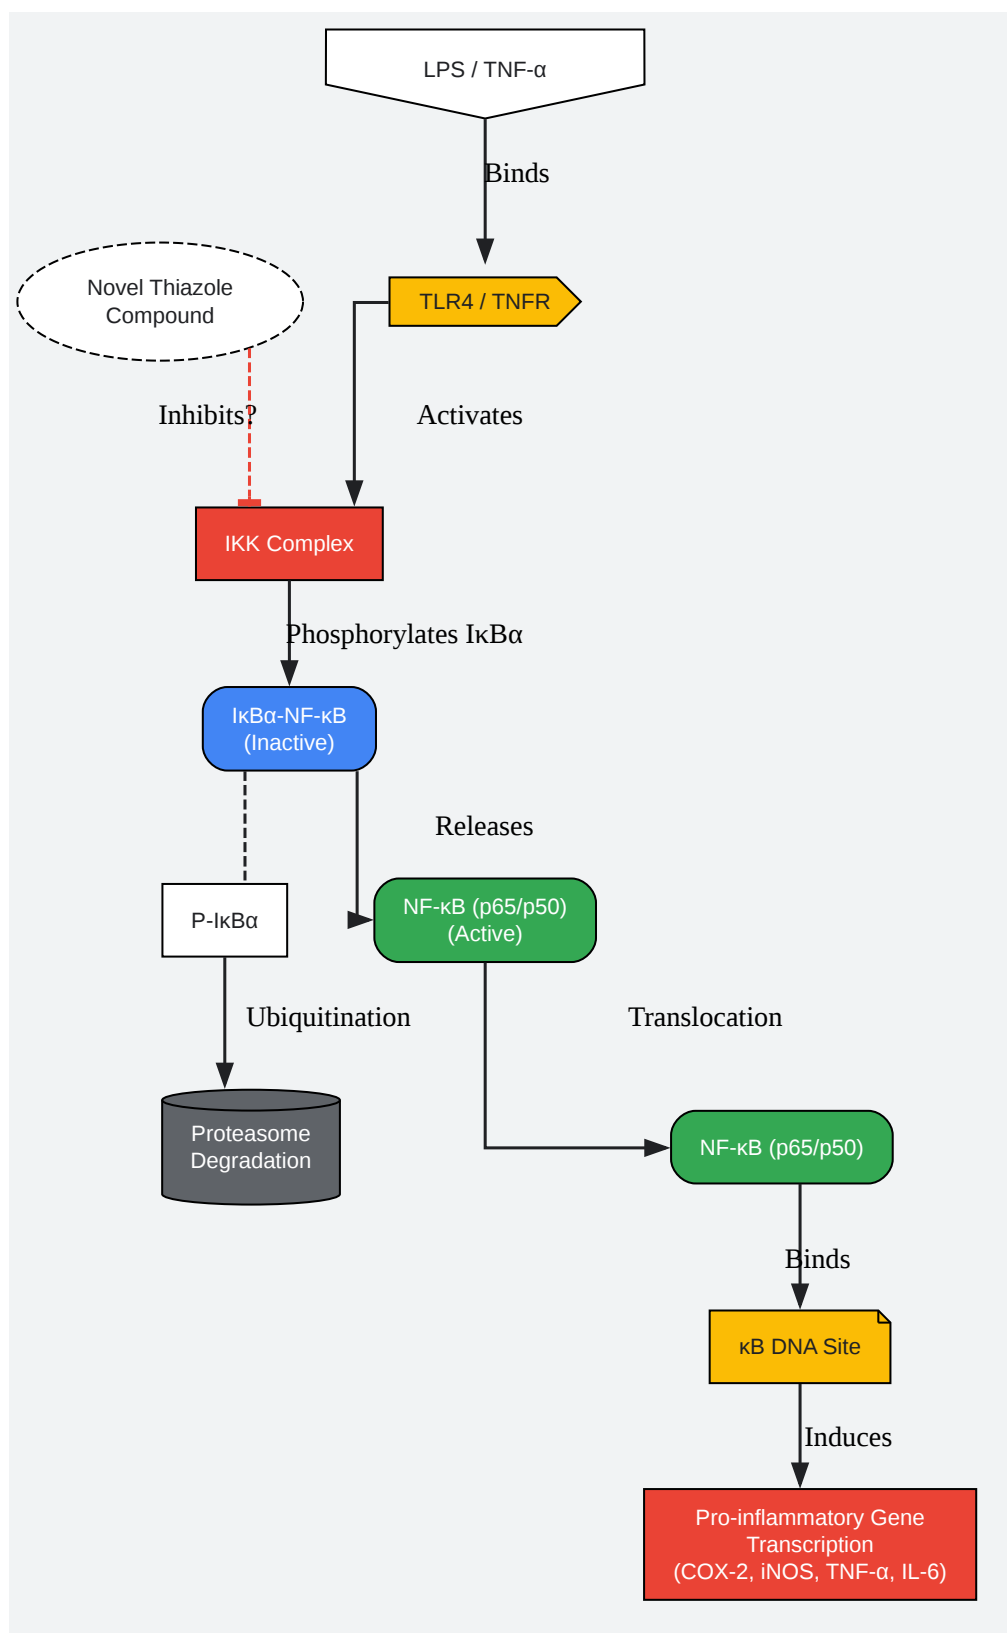 LPS / TNF-α
Binds
Novel Thiazole
Compound
TLR4 / TNFR
Inhibits?
Activates
IKK Complex
Phosphorylates IκBα
IκBα-NF-κB
(Inactive)
Releases
P-IκBα
NF-κB (p65/p50)
(Active)
Ubiquitination
Translocation
Proteasome
Degradation
NF-κB (p65/p50)
Binds
κB DNA Site
Induces
Pro-inflammatory Gene
Transcription
(COX-2, iNOS, TNF-α, IL-6)